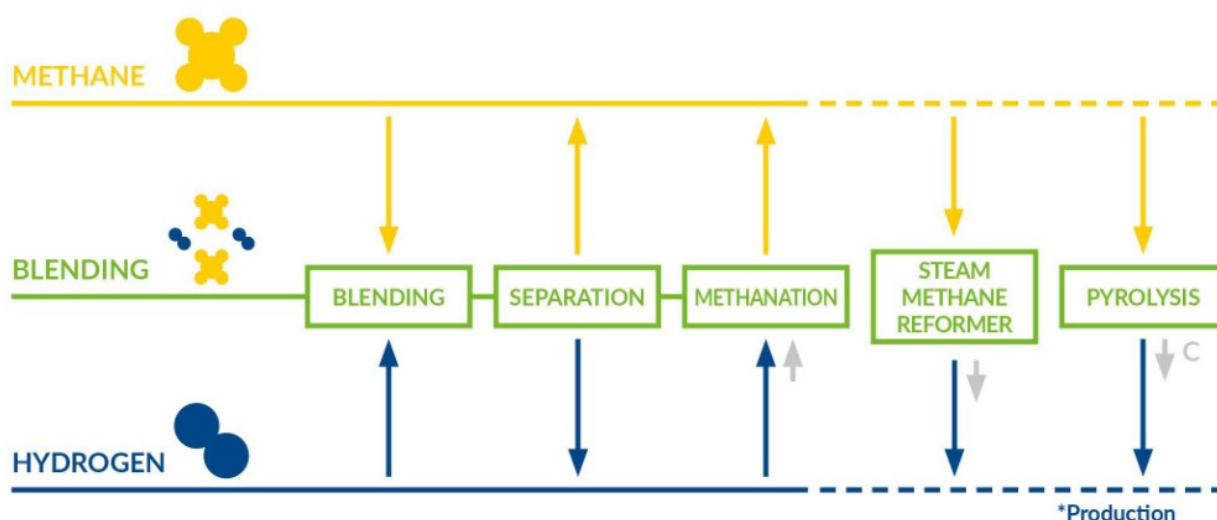 METHANE
BLENDING
BLENDING
SEPARATION
METHANATION
STEAM
METHANE
REFORMER
PYROLYSIS
C
HYDROGEN
*Production